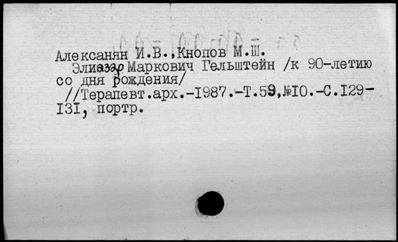 Алексанян И.В.,Кнопов М.Ш.
Элиазар Маркович Гельштейн /к 90-летию
со дня рождения/
//Терапевт.арх.-1987.-Т.59,№10.-С.129-
131, портр.